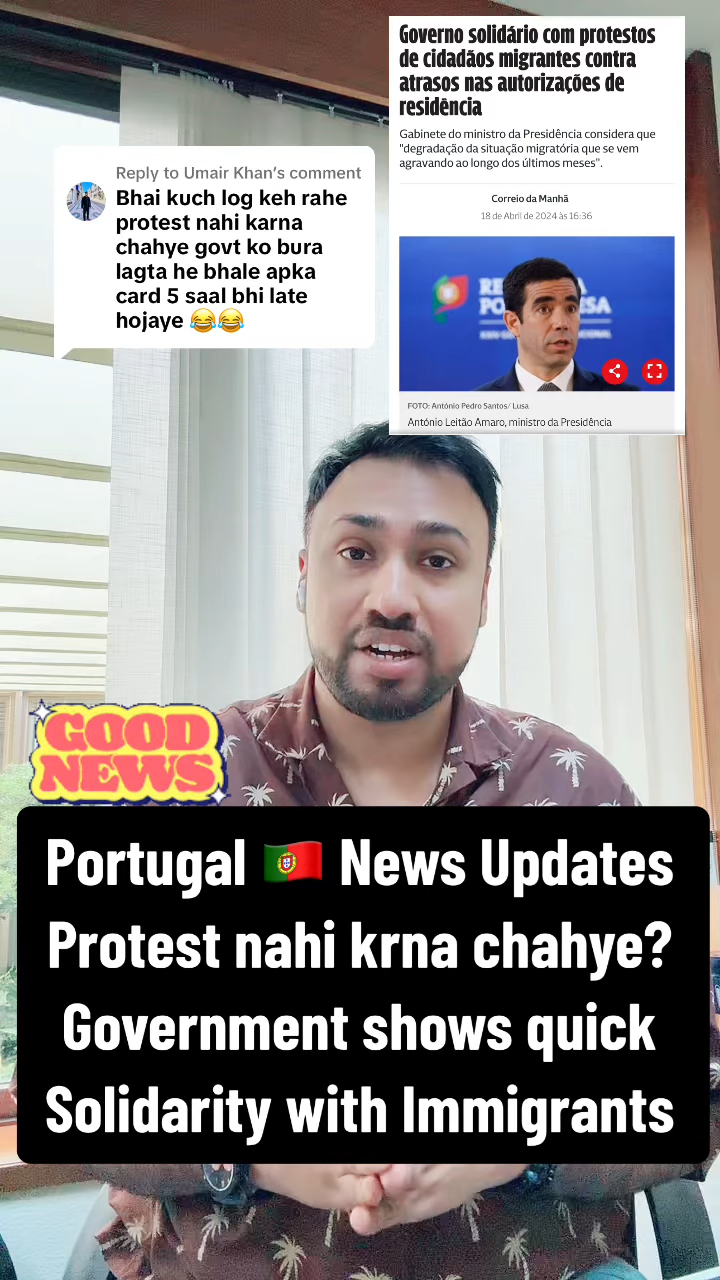 Governo solidário com protestos
de cidadãos migrantes contra
atrasos nas autorizações de
residência
Gabinete do ministro da Presidência considera que
"degradação da situação migratória que se vem
agravando ao longo dos últimos meses".
Correio da Manhã
18 de Abril de 2024 às 16:36
FOTO: António Pedro Santos/ Lusa
António Leitão Amaro, ministro da Presidência
Reply to Umair Khan's comment
Bhai kuch log keh rahe
protest nahi karna
chahye govt ko bura
lagta he bhale apka
card 5 saal bhi late
hojaye 😂😂
GOOD
NEWS
Portugal 🇵🇹 News Updates
Protest nahi krna chahye?
Government shows quick
Solidarity with Immigrants